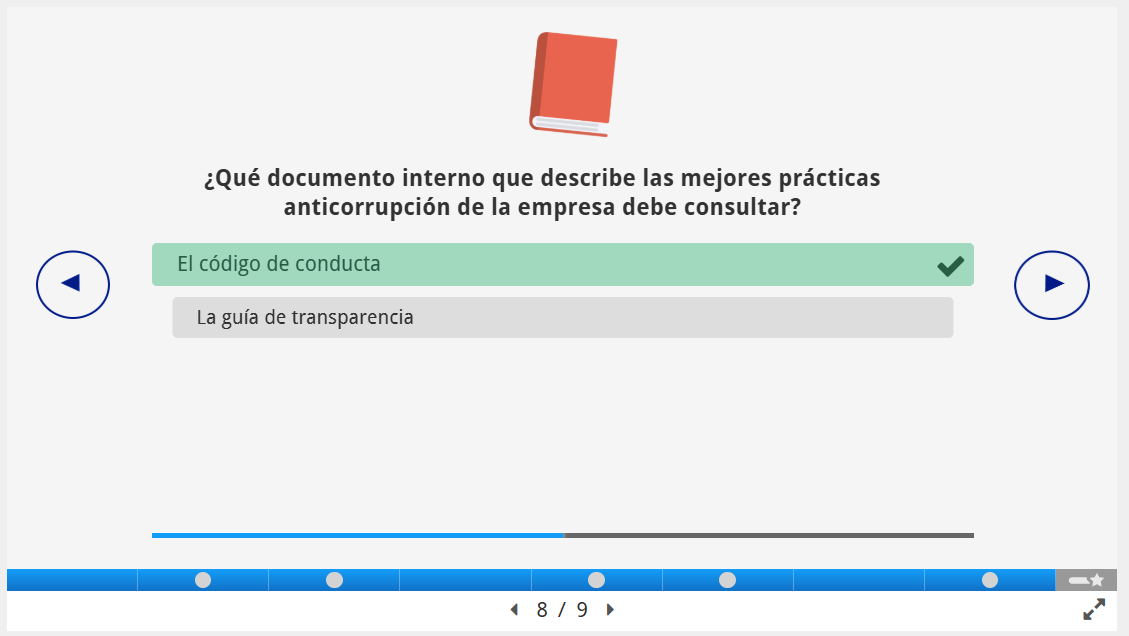 ¿Qué documento interno que describe las mejores prácticas
anticorrupción de la empresa debe consultar?
El código de conducta
La guía de transparencia
8 / 9